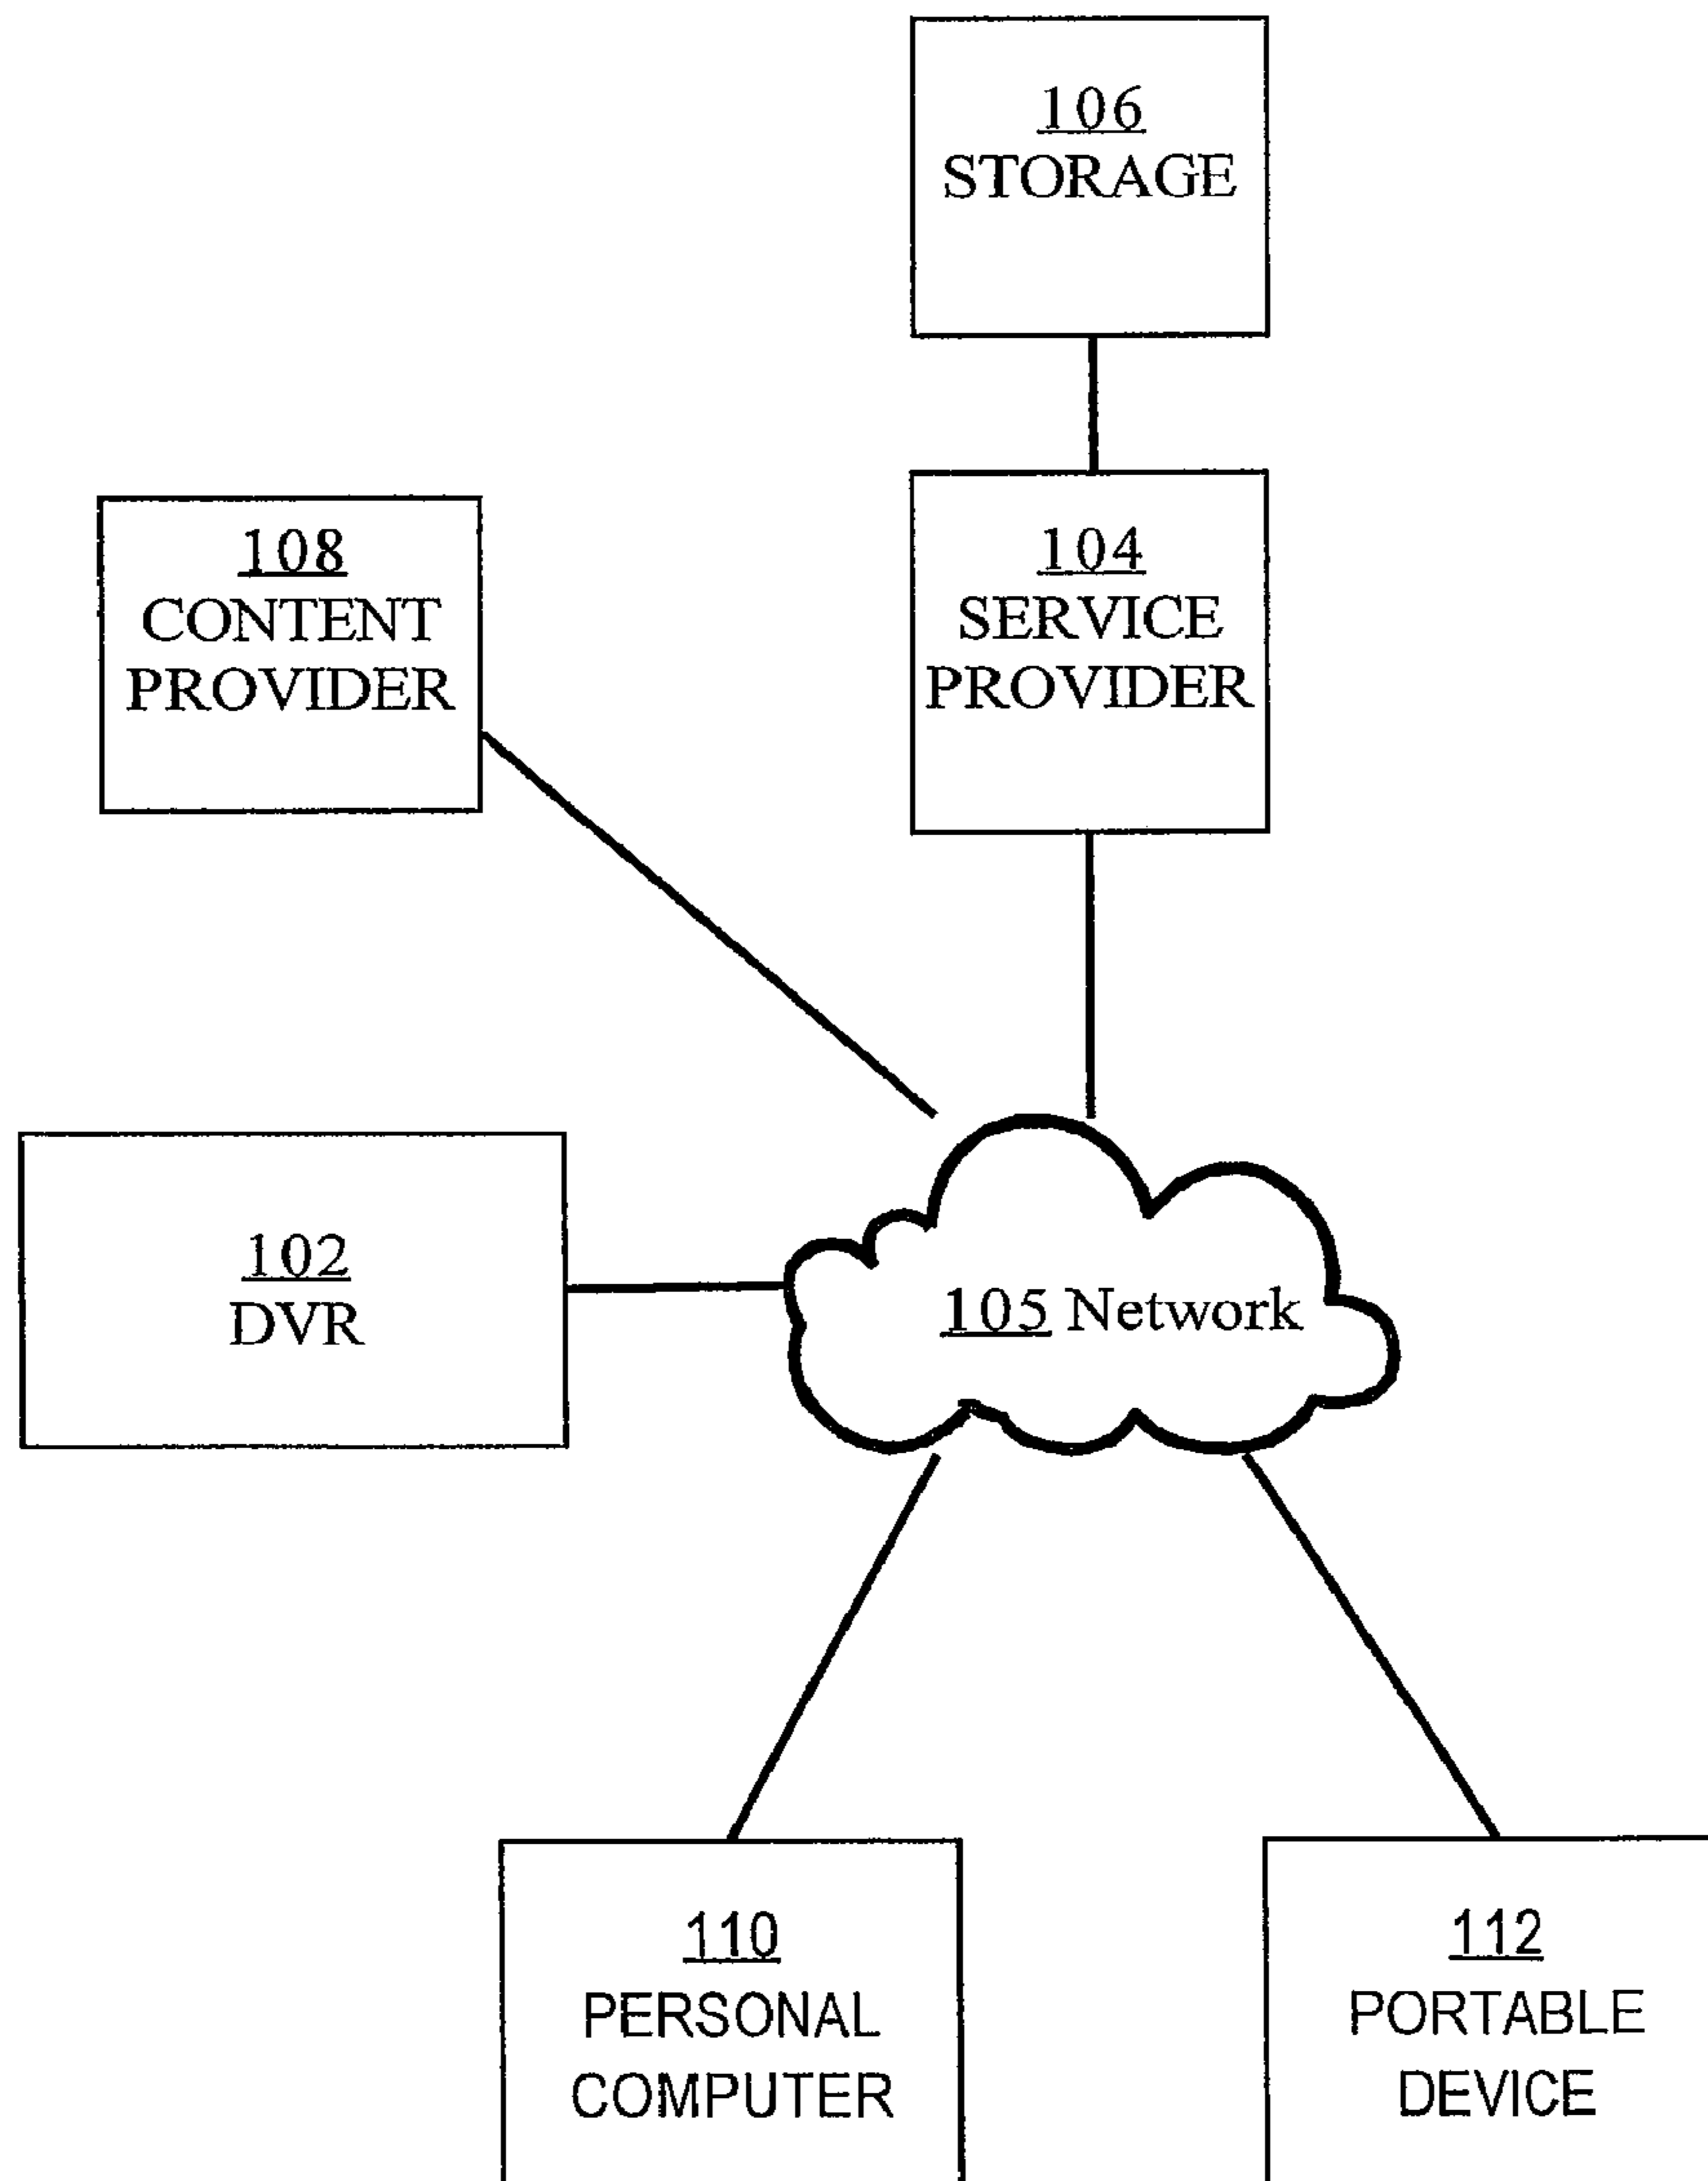 106
STORAGE
108
CONTENT
PROVIDER
104
SERVICE
PROVIDER
102
DVR
105 Network
110
PERSONAL
COMPUTER
112
PORTABLE
DEVICE